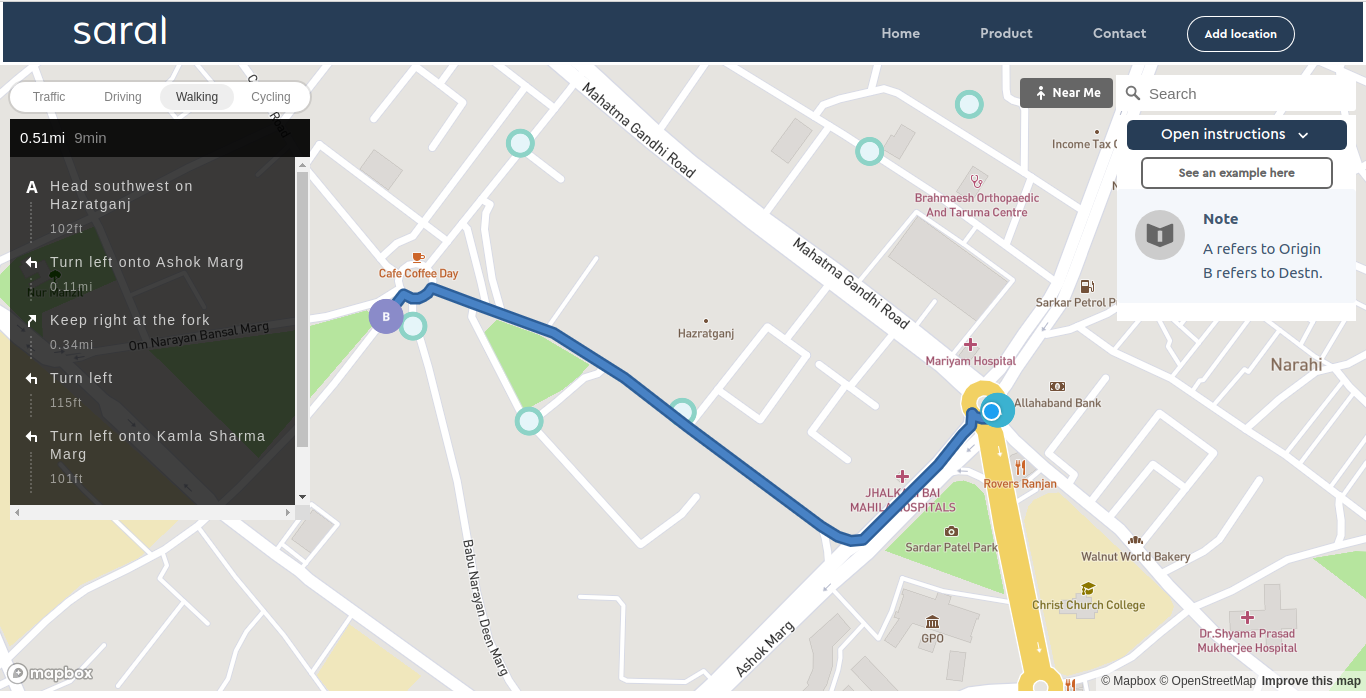 saral
Home
Product
Contact
Add location
Traffic
Driving
Walking
Cycling
0.51mi 9min
A Head southwest on
Hazratganj
102ft
Turn left onto Ashok Marg
0.11mi
Keep right at the fork
0.34mi
Turn left
115ft
Turn left onto Kamla Sharma
Marg
101ft
Near Me
Search
Open instructions
See an example here
Note
A refers to Origin
B refers to Destn.
Road
Mahatma Gandhi Road
Income Tax
Brahmaesh Orthopaedic
And Taruma Centre
Mahatma Gandhi Road
Cafe Coffee Day
B
Om Narayan Bansal Marg
Hazratganj
Sarkar Petrol
Mariyam Hospital
Narahi
Allahaband Bank
Rovers Ranjan
MAHILA HOSPITALS
Sardar Patel Park
Walnut World Bakery
Christ Church College
GPO
Dr.Shyama Prasad
Mukherjee Hospital
Babu Narayan Deen Marg
Ashok Marg
mapbox
© Mapbox © OpenStreetMap Improve this map